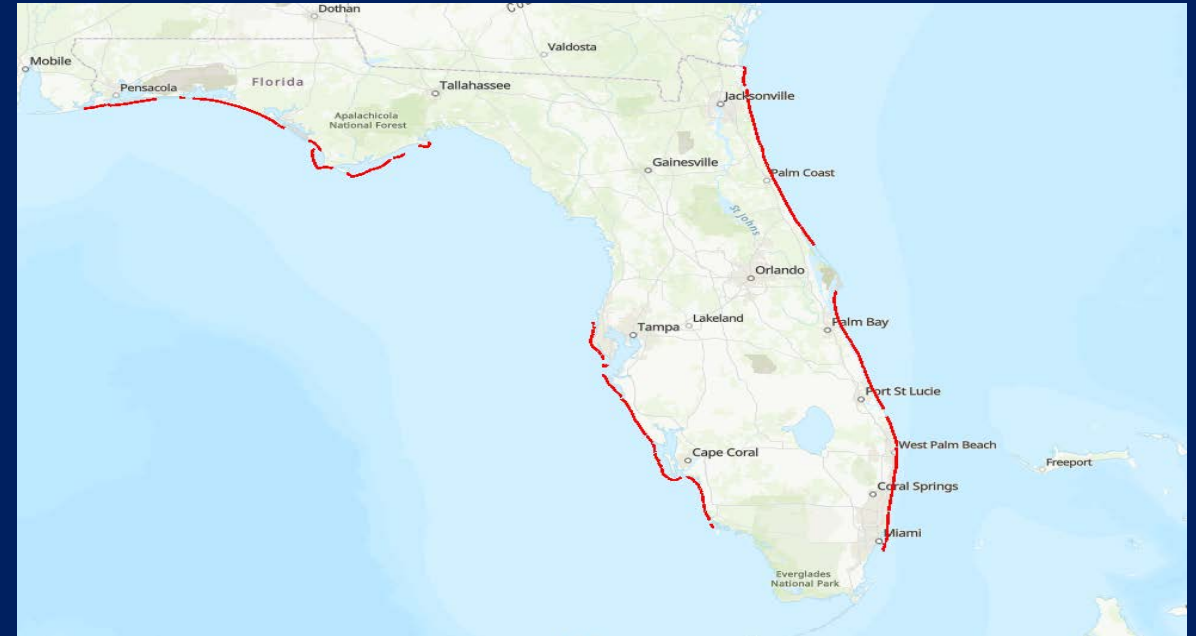 Dothan
Mobile
Valdosta
Pensacola
Florida
Tallahassee
Jacksonville
Apalachicola
National Forest
Gainesville
Palm Coast
St Johns
Orlando
Tampa
Lakeland
Palm Bay
Port St Lucie
West Palm Beach
Cape Coral
Freeport
Coral Springs
Miami
Everglades
National Park